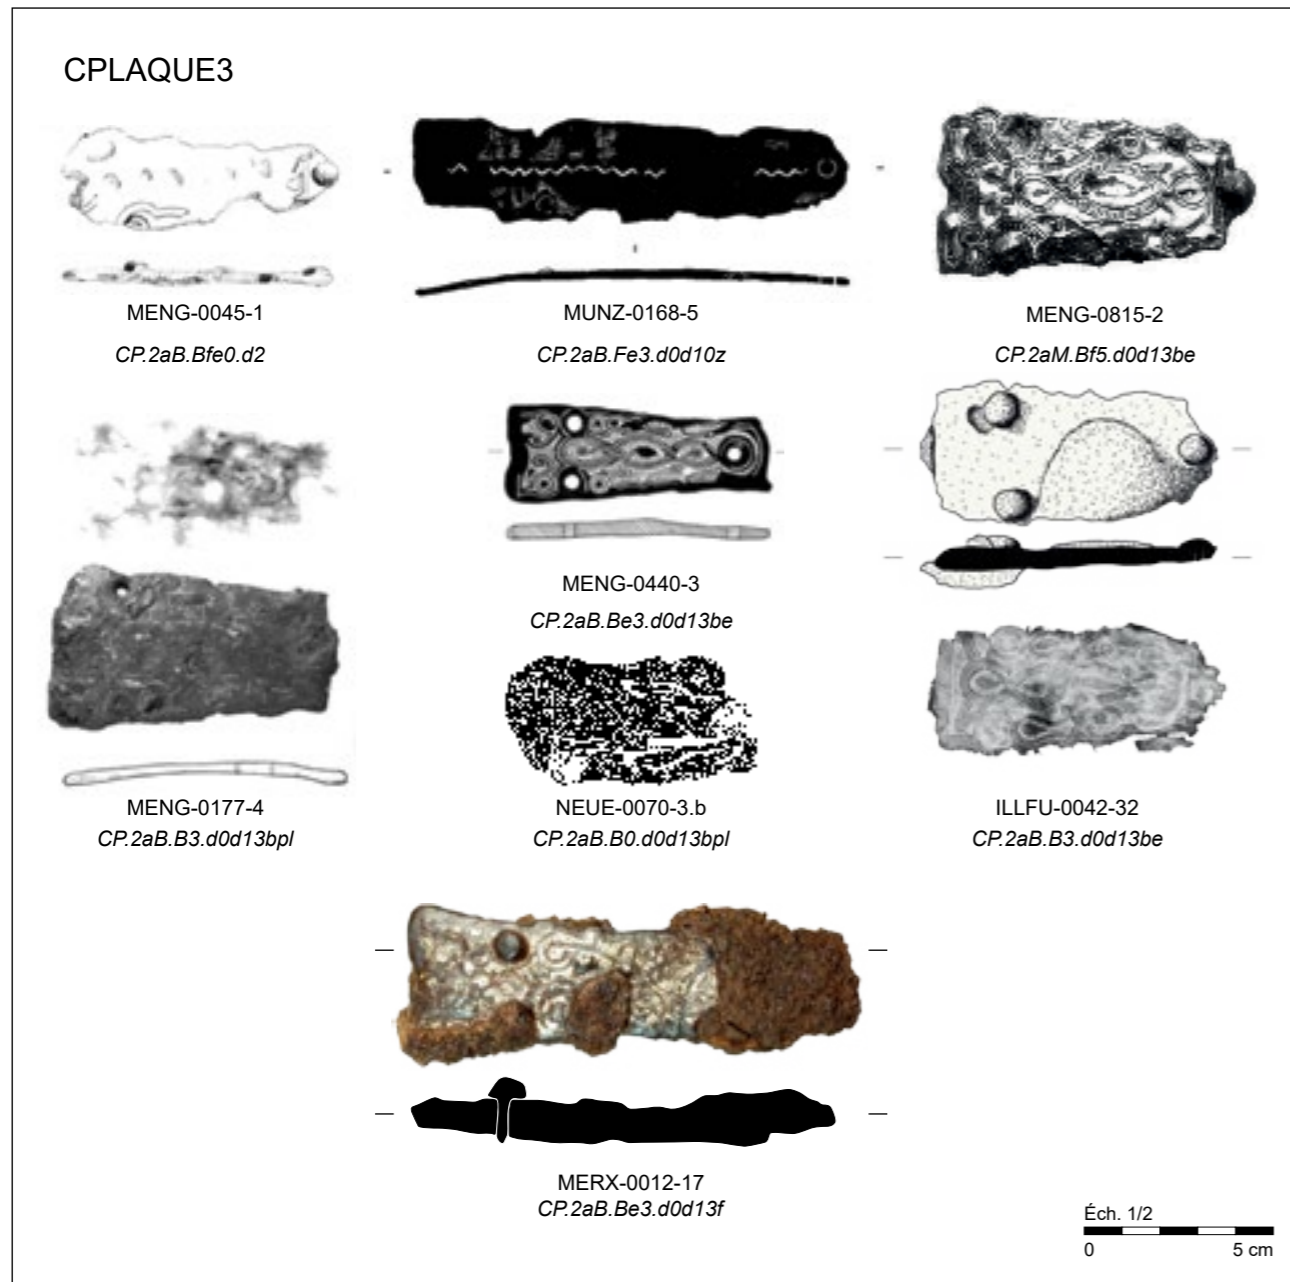 CPLAQUE3
MENG-0045-1
CP.2aB.Bfe0.d2
MUNZ-0168-5
CP.2aB.Fe3.d0d10z
MENG-0815-2
CP.2aM.Bf5.d0d13be
MENG-0440-3
CP.2aB.Be3.d0d13be
MENG-0177-4
CP.2aB.B3.d0d13bpl
NEUE-0070-3.b
CP.2aB.B0.d0d13bpl
ILLFU-0042-32
CP.2aB.B3.d0d13be
MERX-0012-17
CP.2aB.Be3.d0d13f
Éch. 1/2
0 5 cm